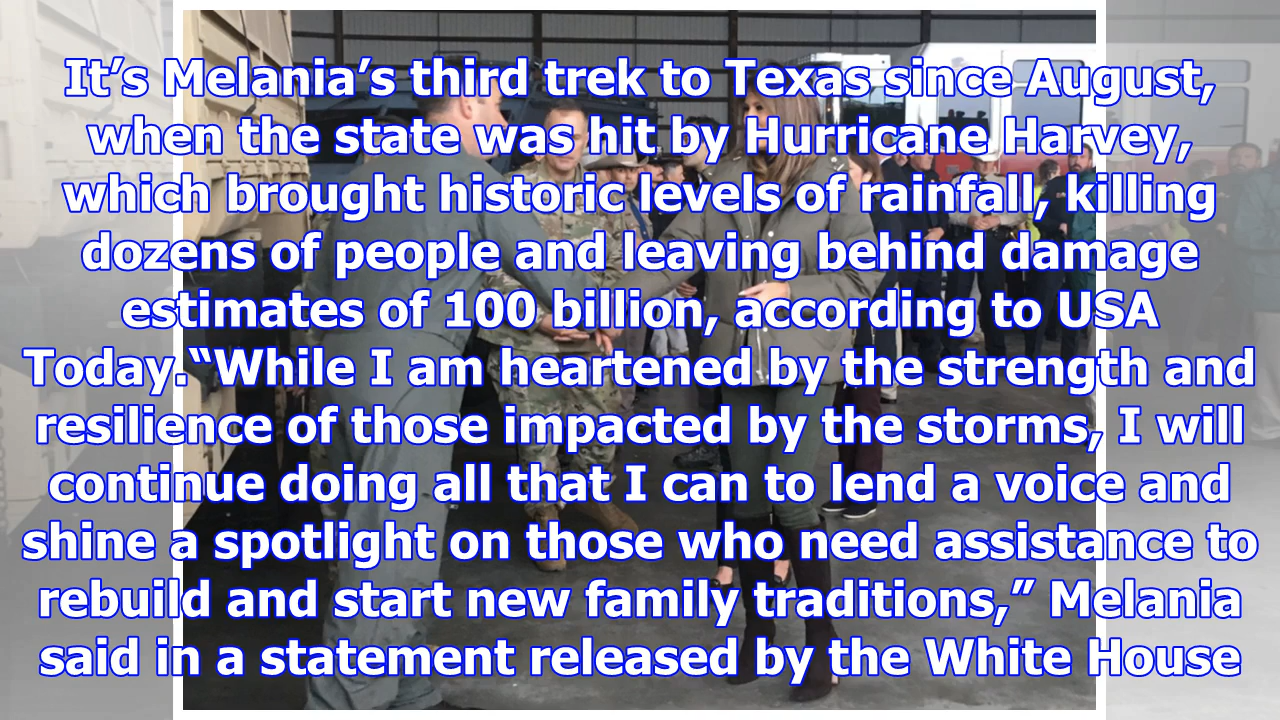 It’s Melania’s third trek to Texas since August,
when the state was hit by Hurricane Harvey,
which brought historic levels of rainfall, killing
dozens of people and leaving behind damage
estimates of 100 billion, according to USA
Today.“While I am heartened by the strength and
resilience of those impacted by the storms, I will
continue doing all that I can to lend a voice and
shine a spotlight on those who need assistance to
rebuild and start new family traditions,” Melania
said in a statement released by the White House